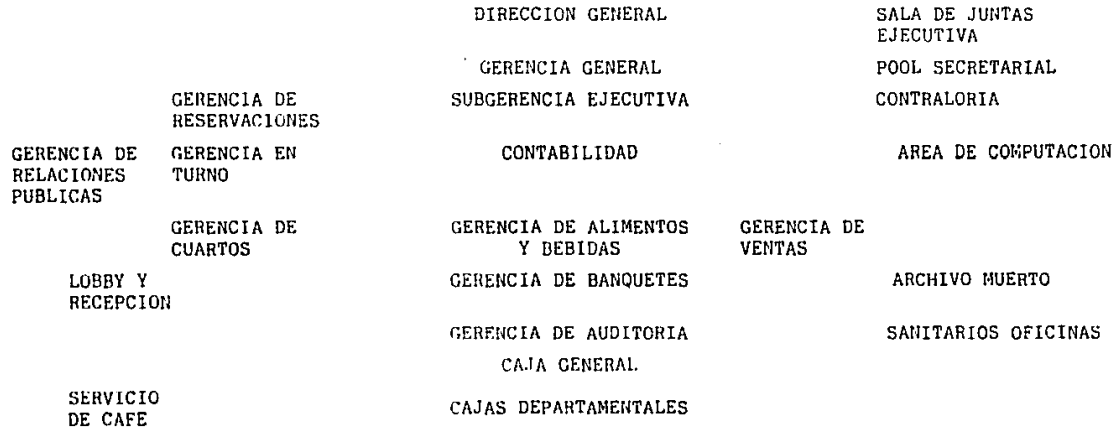 DIRECCION GENERAL SALA DE JUNTAS
EJECUTIVA
GERENCIA GENERAL POOL SECRETARIAL
GERENCIA DE SUBGERENCIA EJECUTIVA CONTRALORIA
RESERVACIONES
GERENCIA DE GERENCIA EN CONTABILIDAD AREA DE COMPUTACION
RELACIONES TURNO
PUBLICAS
GERENCIA DE GERENCIA DE ALIMENTOS GERENCIA DE
CUARTOS Y BEBIDAS VENTAS
LOBBY Y GERENCIA DE BANQUETES ARCHIVO MUERTO
RECEPCION
GERENCIA DE AUDITORIA SANITARIOS OFICINAS
CAJA GENERAL
SERVICIO CAJAS DEPARTAMENTALES
DE CAFE